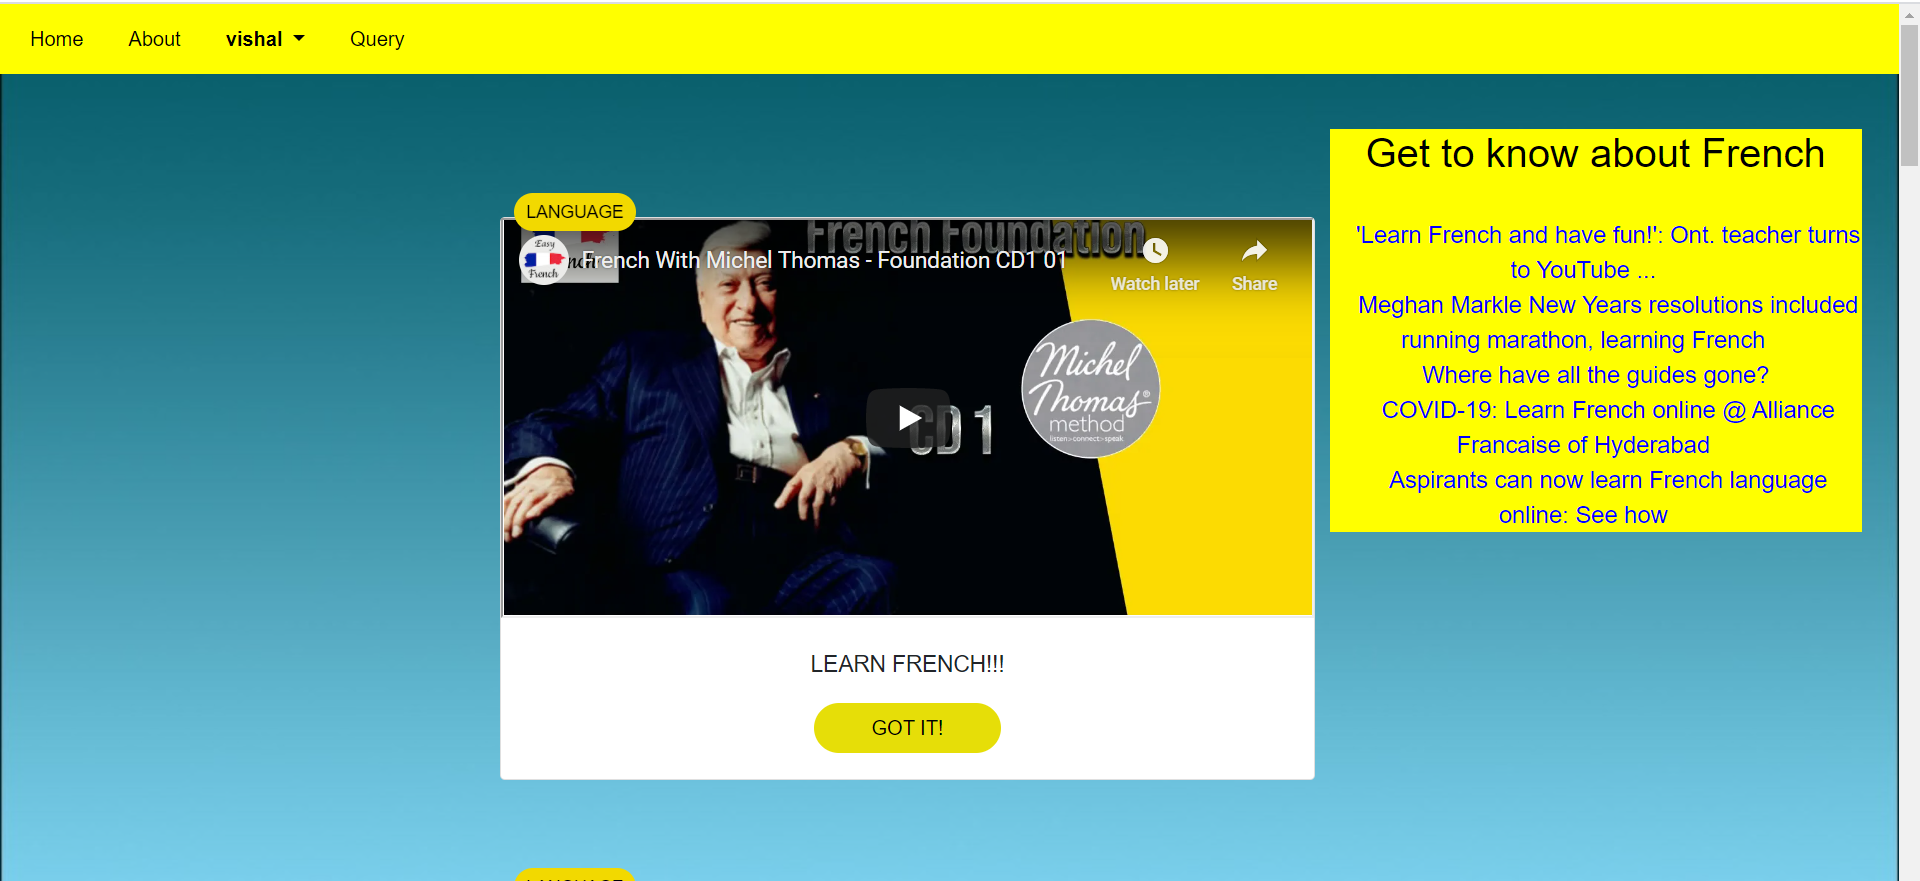 Home About vishal Query
Get to know about French
'Learn French and have fun!': Ont. teacher turns
to YouTube ...
Meghan Markle New Years resolutions included
running marathon, learning French
Where have all the guides gone?
COVID-19: Learn French online @ Alliance
Francaise of Hyderabad
Aspirants can now learn French language
online: See how
LANGUAGE
French Foundation
Easy
French
French With Michel Thomas - Foundation CD1 01
Watch later
Share
Michel
Thomas®
method
listen>connect>speak
CD 1
LEARN FRENCH!!!
GOT IT!
LANGUAGE